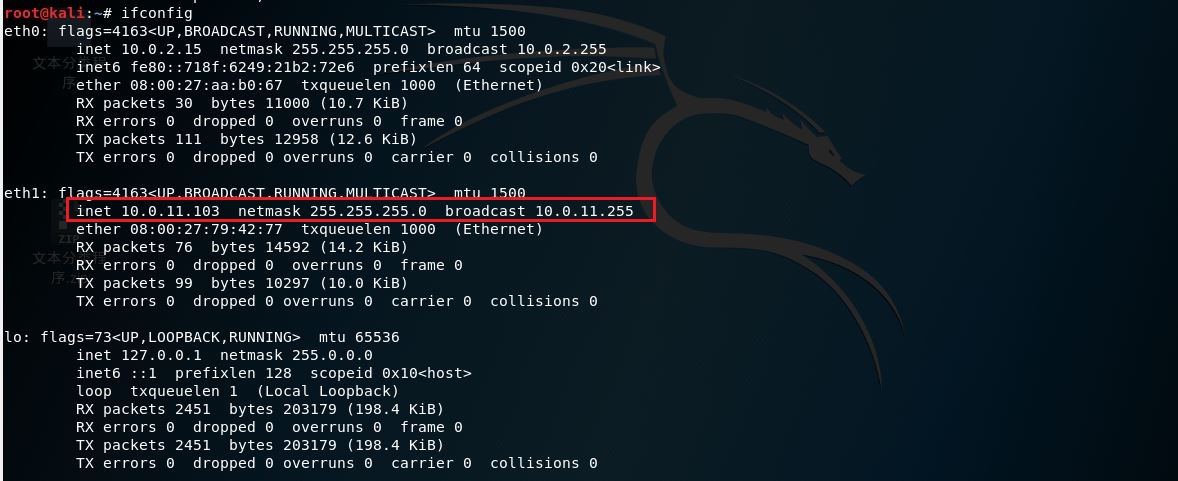 root@kali:~# ifconfig
eth0: flags=4163<UP,BROADCAST,RUNNING,MULTICAST>  mtu 1500
        inet 10.0.2.15  netmask 255.255.255.0  broadcast 10.0.2.255
        inet6 fe80::718f:6249:21b2:72e6  prefixlen 64  scopeid 0x20<link>
        ether 08:00:27:aa:b0:67  txqueuelen 1000  (Ethernet)
        RX packets 30  bytes 11000 (10.7 KiB)
        RX errors 0  dropped 0  overruns 0  frame 0
        TX packets 111  bytes 12958 (12.6 KiB)
        TX errors 0  dropped 0 overruns 0  carrier 0  collisions 0

eth1: flags=4163<UP,BROADCAST,RUNNING,MULTICAST>  mtu 1500
        inet 10.0.11.103  netmask 255.255.255.0  broadcast 10.0.11.255
        ether 08:00:27:79:42:77  txqueuelen 1000  (Ethernet)
        RX packets 76  bytes 14592 (14.2 KiB)
        RX errors 0  dropped 0  overruns 0  frame 0
        TX packets 99  bytes 10297 (10.0 KiB)
        TX errors 0  dropped 0 overruns 0  carrier 0  collisions 0

lo: flags=73<UP,LOOPBACK,RUNNING>  mtu 65536
        inet 127.0.0.1  netmask 255.0.0.0
        inet6 ::1  prefixlen 128  scopeid 0x10<host>
        loop  txqueuelen 1  (Local Loopback)
        RX packets 2451  bytes 203179 (198.4 KiB)
        RX errors 0  dropped 0  overruns 0  frame 0
        TX packets 2451  bytes 203179 (198.4 KiB)
        TX errors 0  dropped 0 overruns 0  carrier 0  collisions 0